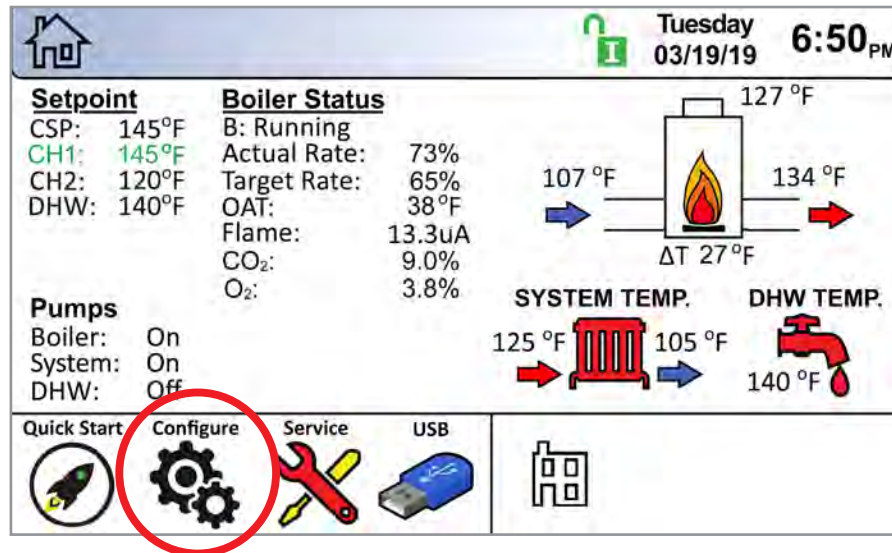 Tuesday
03/19/19
6:50 PM
Setpoint
CSP: 145°F
CH1: 145°F
CH2: 120°F
DHW: 140°F
Boiler Status
B: Running
Actual Rate: 73%
Target Rate: 65%
OAT: 38°F
Flame: 13.3uA
CO₂: 9.0%
O₂: 3.8%
127 °F
107 °F
134 °F
ΔT 27°F
Pumps
Boiler: On
System: On
DHW: Off
SYSTEM TEMP.
125 °F
105 °F
DHW TEMP.
140 °F
Quick Start
Configure
Service
USB